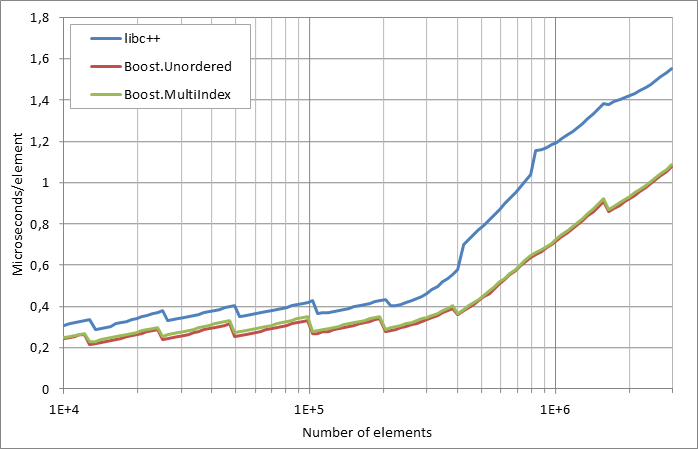 1,8
1,6
1,4
1,2
1
0,8
0,6
0,4
0,2
0
Microseconds/element
libc++
Boost.Unordered
Boost.MultiIndex
1E+4 1E+5 1E+6
Number of elements